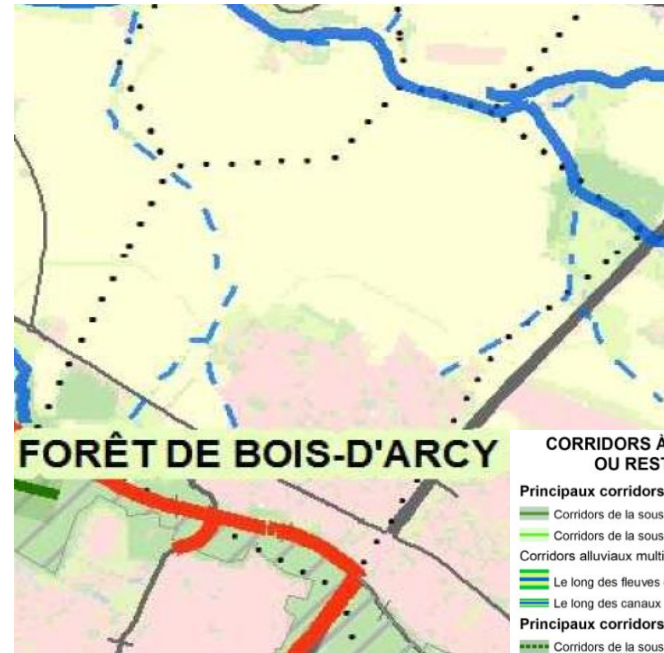 FORÊT DE BOIS-D'ARCY
CORRIDORS À
OU REST
Principaux corridors
Corridors de la sous
Corridors de la sous
Corridors alluviaux multi
Le long des fleuves
Le long des canaux
Principaux corridors
Corridors de la sous